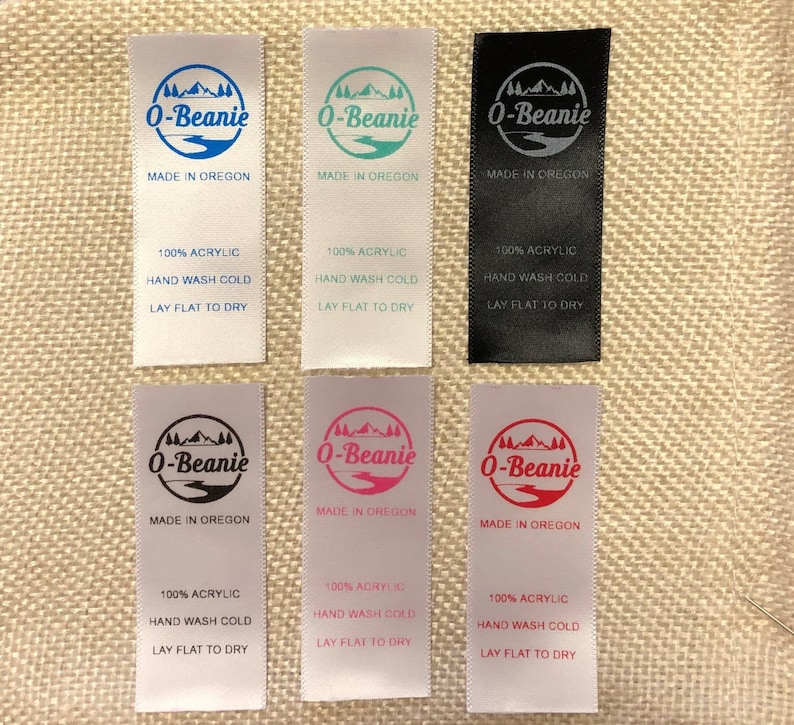 O-Beanie
MADE IN OREGON
100% ACRYLIC
HAND WASH COLD
LAY FLAT TO DRY
O-Beanie
MADE IN OREGON
100% ACRYLIC
HAND WASH COLD
LAY FLAT TO DRY
O-Beanie
MADE IN OREGON
100% ACRYLIC
HAND WASH COLD
LAY FLAT TO DRY
O-Beanie
MADE IN OREGON
100% ACRYLIC
HAND WASH COLD
LAY FLAT TO DRY
O-Beanie
MADE IN OREGON
100% ACRYLIC
HAND WASH COLD
LAY FLAT TO DRY
O-Beanie
MADE IN OREGON
100% ACRYLIC
HAND WASH COLD
LAY FLAT TO DRY